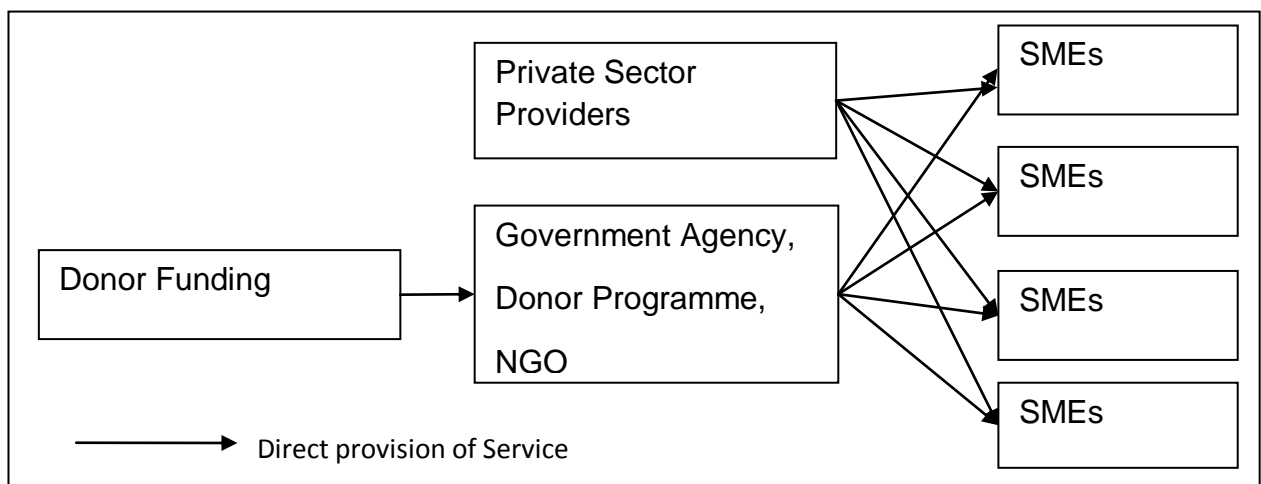 Private Sector
Providers
Government Agency,
Donor Programme,
NGO
Donor Funding
SMEs
SMEs
SMEs
SMEs
Direct provision of Service